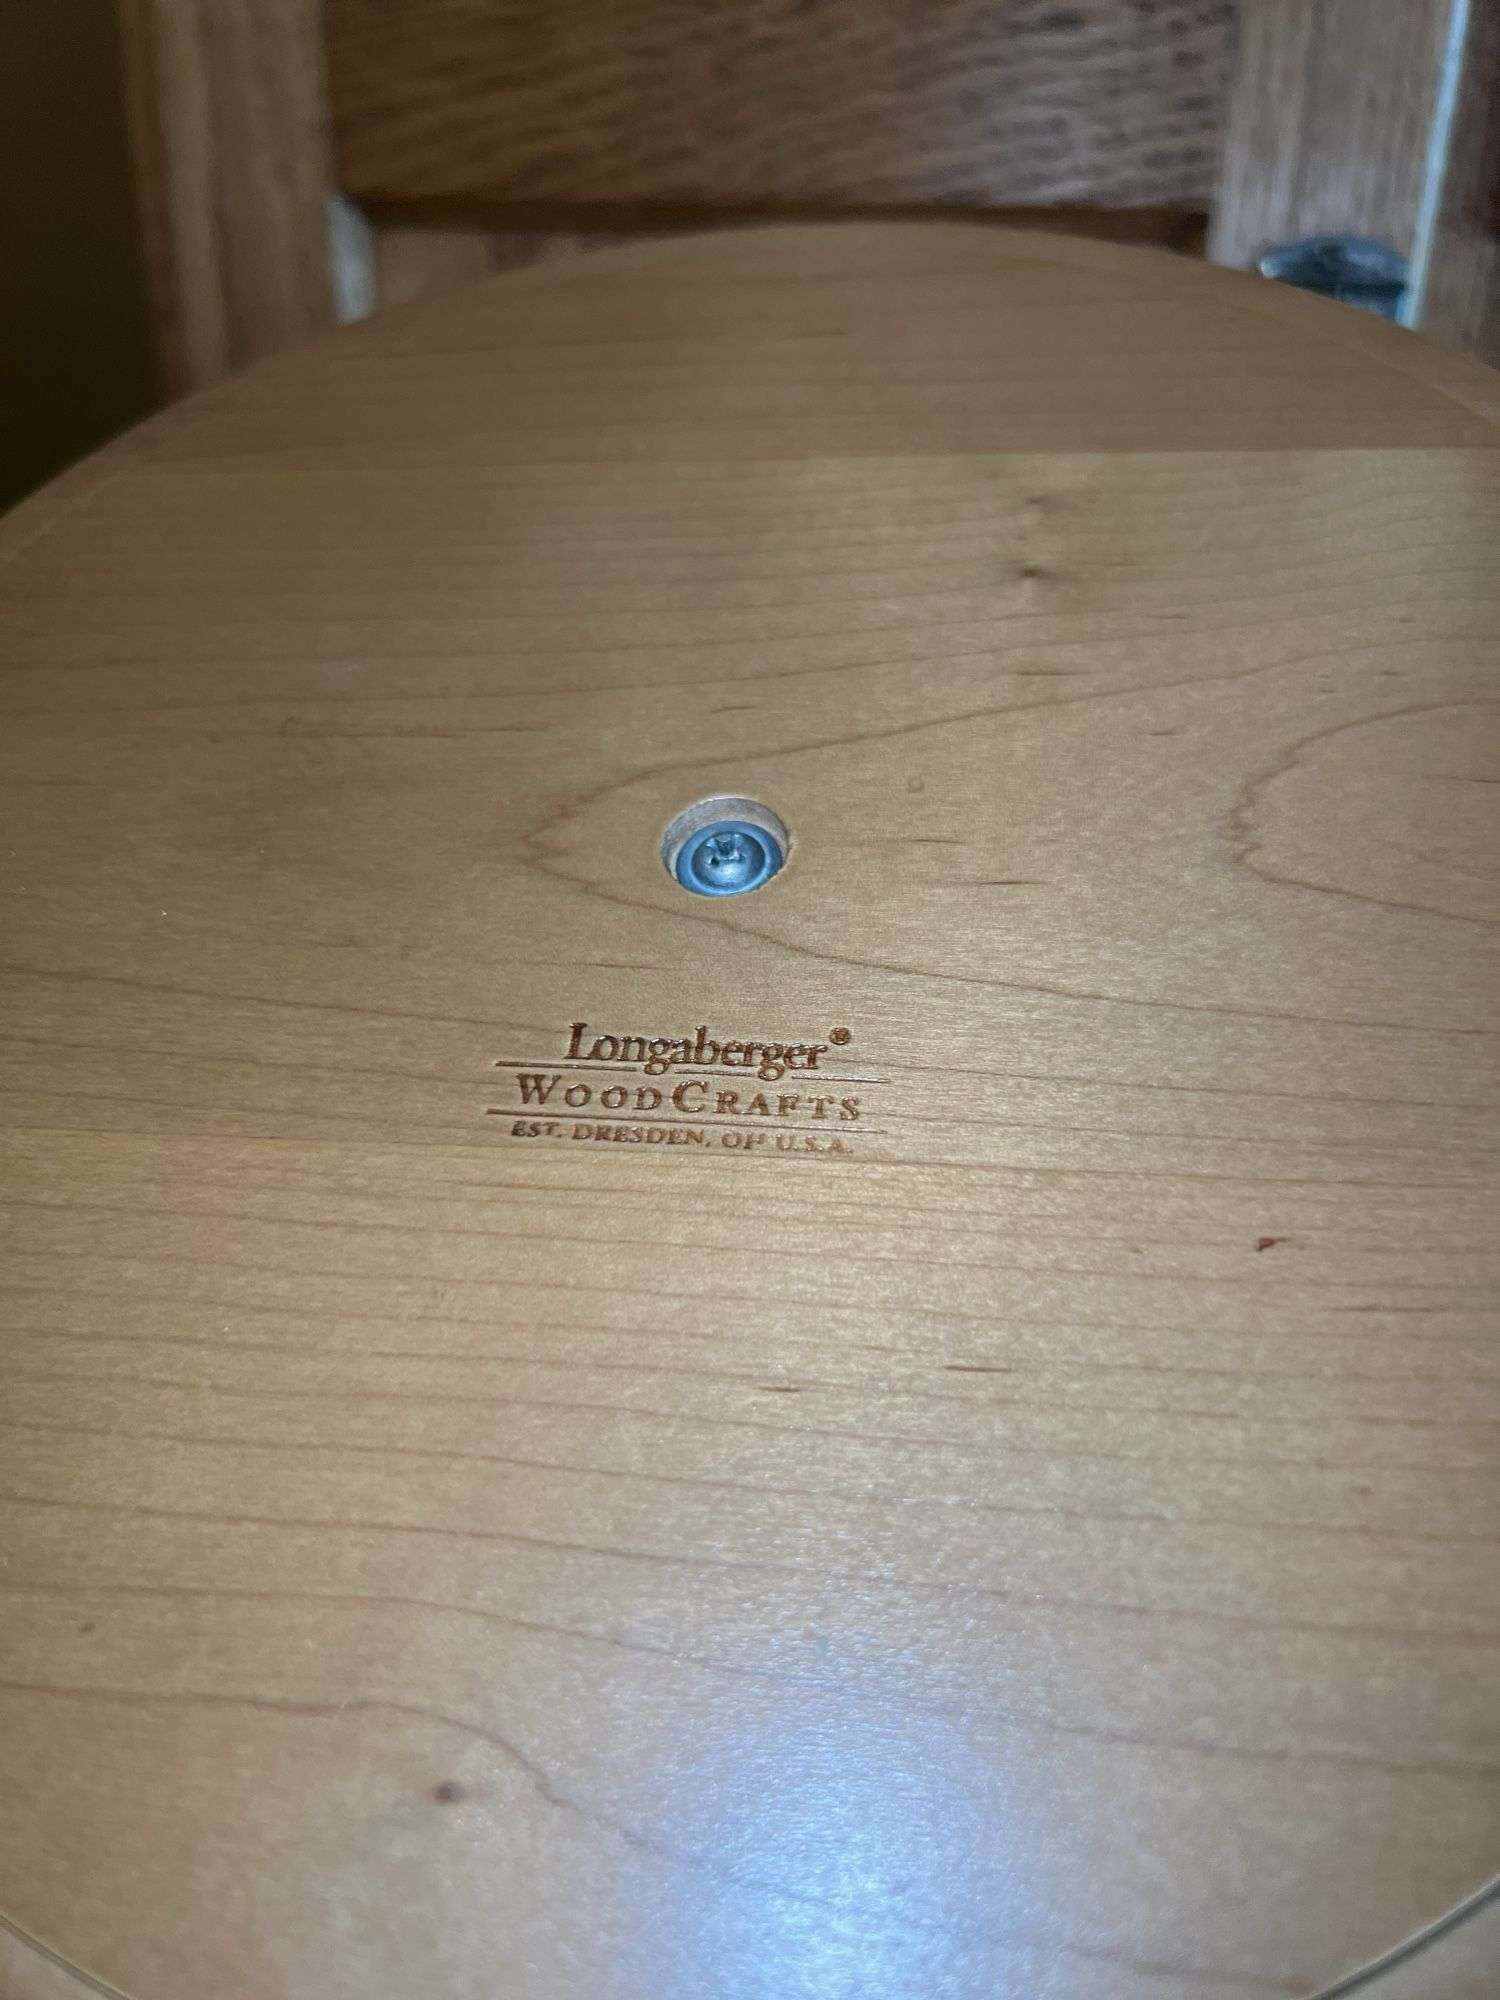 Longaberger®
WOODCRAFTS
EST. DRESDEN, OH U.S.A.